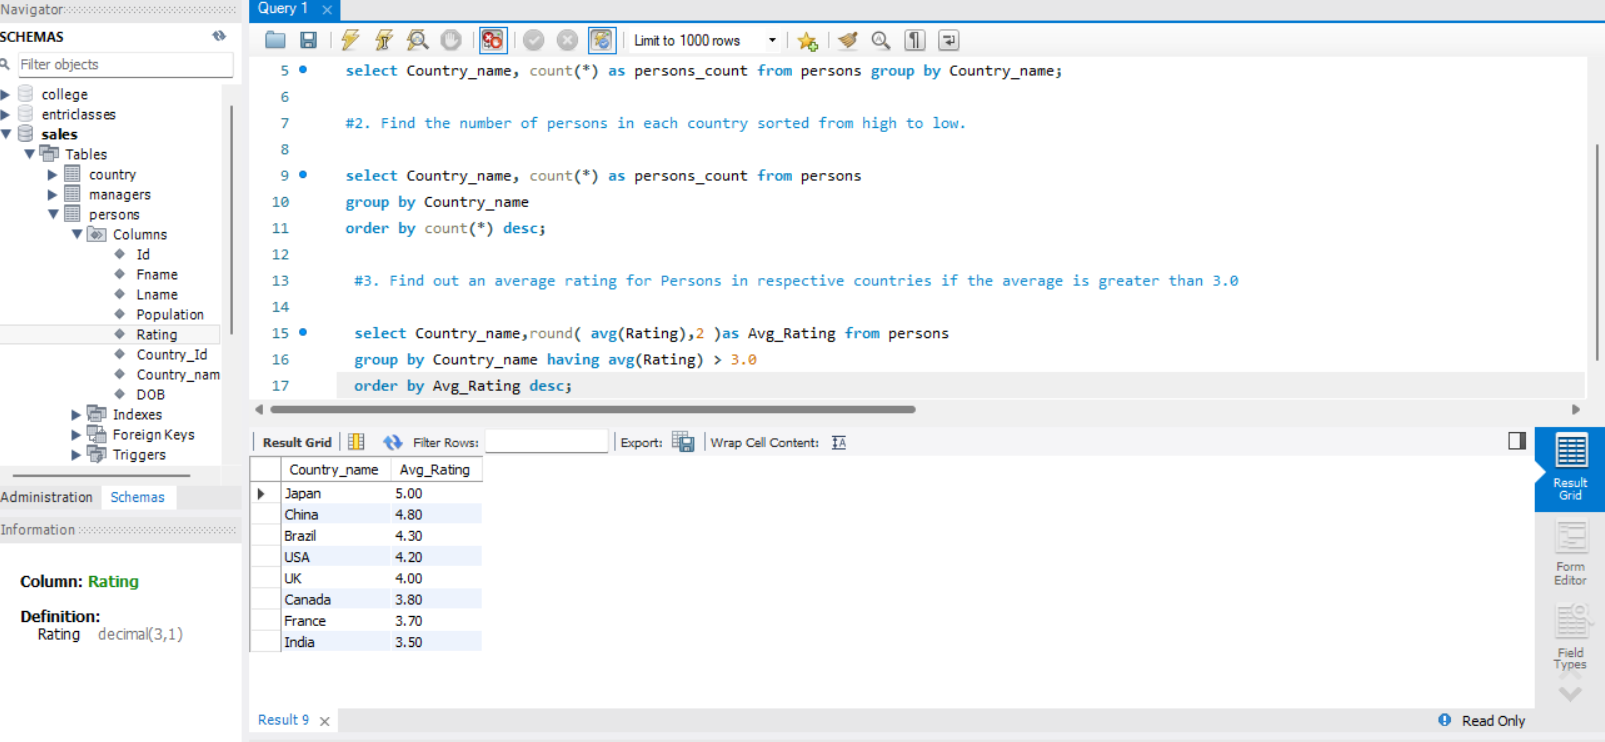 Navigator
SCHEMAS
Filter objects
college
entriclasses
sales
Tables
country
managers
persons
Columns
Id
Fname
Lname
Population
Rating
Country_Id
Country_nam
DOB
Indexes
Foreign Keys
Triggers
Administration Schemas
Information
Column: Rating
Definition:
Rating decimal(3,1)
Query 1
Limit to 1000 rows
5 select Country_name, count(*) as persons_count from persons group by Country_name;
6
7 #2. Find the number of persons in each country sorted from high to low.
8
9 select Country_name, count(*) as persons_count from persons
10 group by Country_name
11 order by count(*) desc;
12
13 #3. Find out an average rating for Persons in respective countries if the average is greater than 3.0
14
15 select Country_name,round( avg(Rating),2 )as Avg_Rating from persons
16 group by Country_name having avg(Rating) > 3.0
17 order by Avg_Rating desc;
Result Grid Filter Rows: Export: Wrap Cell Content:
Country_name Avg_Rating
Japan 5.00
China 4.80
Brazil 4.30
USA 4.20
UK 4.00
Canada 3.80
France 3.70
India 3.50
Result
Grid
Form
Editor
Field
Types
Result 9
Read Only